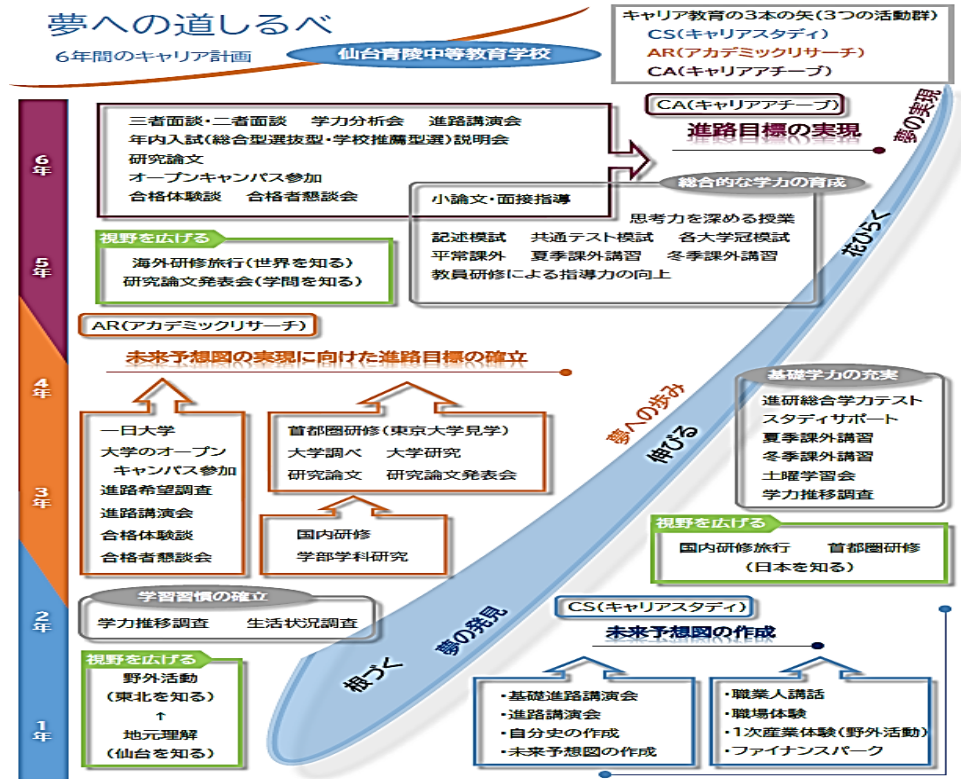 夢への道しるべ
6年間のキャリア計画
仙台青陵中等教育学校
キャリア教育の3本の矢(3つの活動群)
CS(キャリアスタディ)
AR(アカデミックリサーチ)
CA(キャリアアチーブ)
6年
三者面談・二者面談 学力分析会 進路講演会
年内入試(総合型選抜型・学校推薦型選)説明会
研究論文
オープンキャンパス参加
合格体験談 合格者懇談会
CA(キャリアアチーブ)
進路目標の実現
夢の実現
総合的な学力の育成
小論文・面接指導
思考力を深める授業
記述模試 共通テスト模試 各大学冠模試
平常課外 夏季課外講習 冬季課外講習
教員研修による指導力の向上
花ひらく
5年
視野を広げる
海外研修旅行(世界を知る)
研究論文発表会(学問を知る)
AR(アカデミックリサーチ)
未来予想図の実現に向けた進路目標の確立
4年
一日大学
大学のオープン
キャンパス参加
進路希望調査
進路講演会
合格体験談
合格者懇談会
首都圏研修(東京大学見学)
大学調べ 大学研究
研究論文 研究論文発表会
国内研修
学部学科研究
夢への歩み
伸びる
基礎学力の充実
進研総合学力テスト
スタディサポート
夏季課外講習
冬季課外講習
土曜学習会
学力推移調査
3年
視野を広げる
国内研修旅行 首都圏研修
(日本を知る)
2年
学習習慣の確立
学力推移調査 生活状況調査
夢の発見
根づく
CS(キャリアスタディ)
未来予想図の作成
視野を広げる
野外活動
(東北を知る)
↑
地元理解
(仙台を知る)
1年
・基礎進路講演会
・進路講演会
・自分史の作成
・未来予想図の作成
・職業人講話
・職場体験
・1次産業体験(野外活動)
・ファイナンスパーク